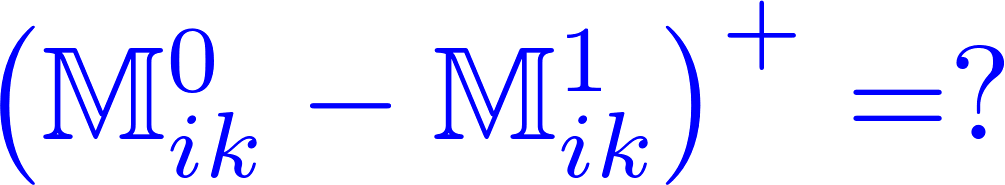 (𝕄⁰ᵢₖ − 𝕄¹ᵢₖ)⁺ =?